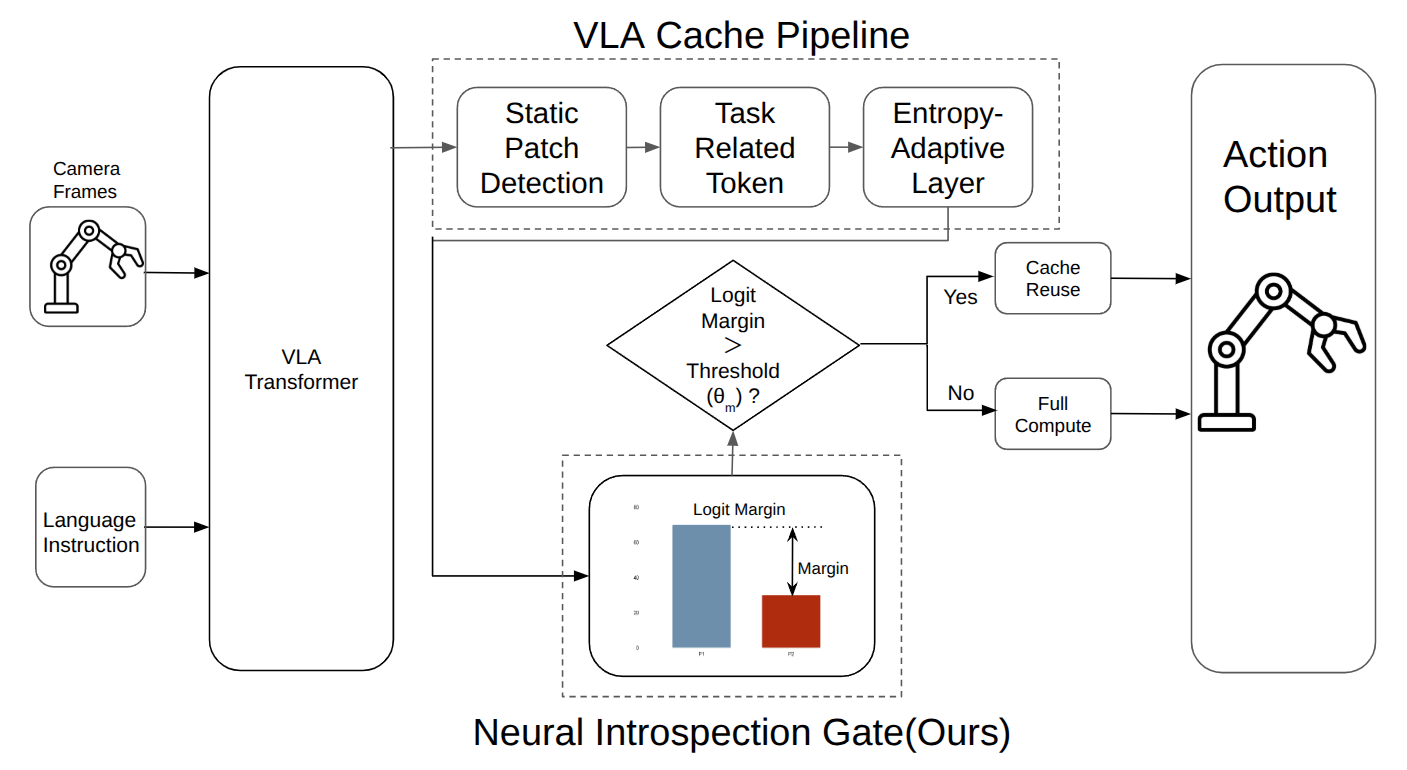 VLA Cache Pipeline
Static
Patch
Detection
Task
Related
Token
Entropy-
Adaptive
Layer
Camera
Frames
VLA
Transformer
Language
Instruction
Logit
Margin
>
Threshold
(θm) ?
Yes
No
Cache
Reuse
Full
Compute
Action
Output
Logit Margin
Margin
80
60
40
20
0
P1
P2
Neural Introspection Gate(Ours)